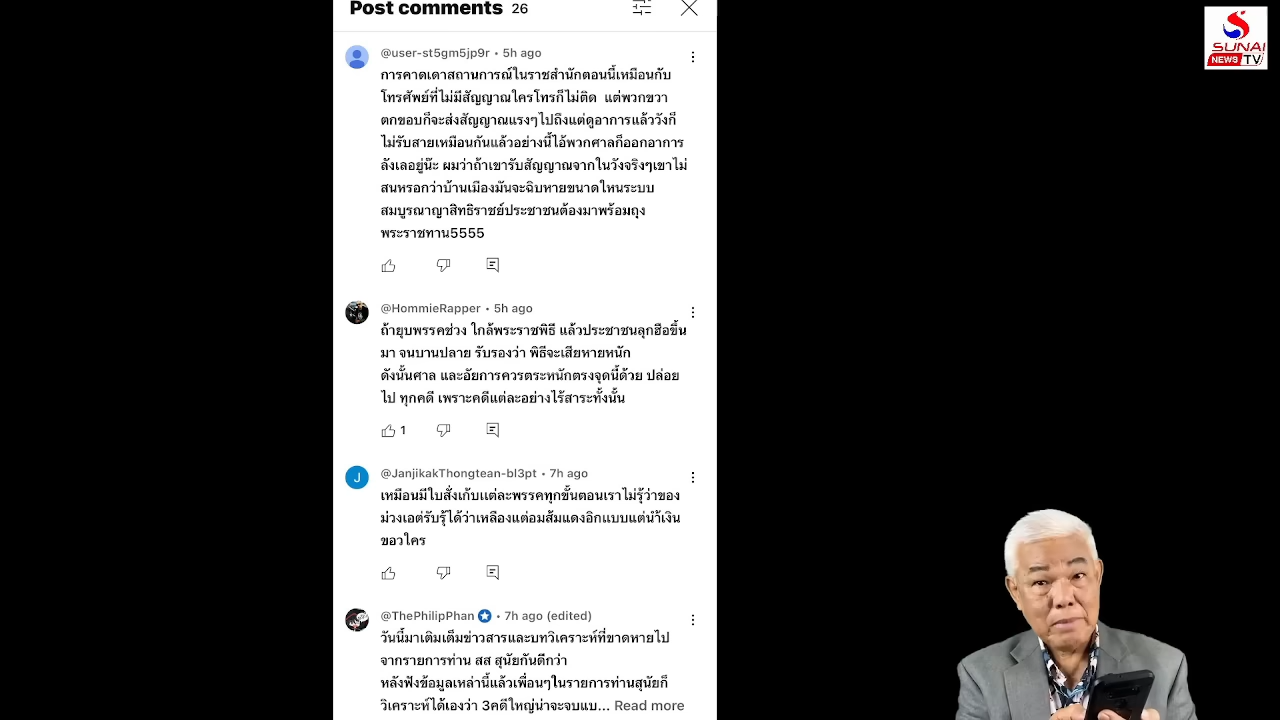 Post comments 26
SUNAI
NEWS TV
@user-st5gm5jp9r • 5h ago
การคาดเดาสถานการณ์ในราชสำนักตอนนี้เหมือนกับ
โทรศัพย์ที่ไม่มีสัญญาณใครโทรก็ไม่ติด แต่พวกขวา
ตกขอบก็จะส่งสัญญาณแรงๆไปถึงแต่ดูอาการแล้ววังก็
ไม่รับสายเหมือนกันแล้วอย่างนี้ไอ้พวกศาลก็ออกอาการ
ลังเลอยู่น๊ะ ผมว่าถ้าเขารับสัญญาณจากในวังจริงๆเขาไม่
สนหรอกว่าบ้านเมืองมันจะฉิบหายขนาดใหนระบบ
สมบูรณาญาสิทธิราชย์ประชาชนต้องมาพร้อมถุง
พระราชทาน5555
@HommieRapper • 5h ago
ถ้ายุบพรรคช่วง ใกล้พระราชพิธี แล้วประชาชนลุกฮือขึ้น
มา จนบานปลาย รับรองว่า พิธีจะเสียหายหนัก
ดังนั้นศาล และอัยการควรตระหนักตรงจุดนี้ด้วย ปล่อย
ไป ทุกคดี เพราะคดีแต่ละอย่างไร้สาระทั้งนั้น
1
J
@JanjikakThongtean-bl3pt • 7h ago
เหมือนมีใบสั่งเก้บแต่ละพรรคทุกขั้นตอนเราไม่รุ้ว่าของ
ม่วงเอต่รับรุ้ได้ว่าเหลืองแต่อมส้มแดงอิกแบบแต่นำ้เงิน
ขอวใคร
@ThePhilipPhan • 7h ago (edited)
วันนี้มาเติมเต็มข่าวสารและบทวิเคราะห์ที่ขาดหายไป
จากรายการท่าน สส สุนัยกันดีกว่า
หลังฟังข้อมูลเหล่านี้แล้วเพื่อนๆในรายการท่านสุนัยก็
วิเคราะห์ได้เองว่า 3คดีใหญ่น่าจะจบแบ... Read more